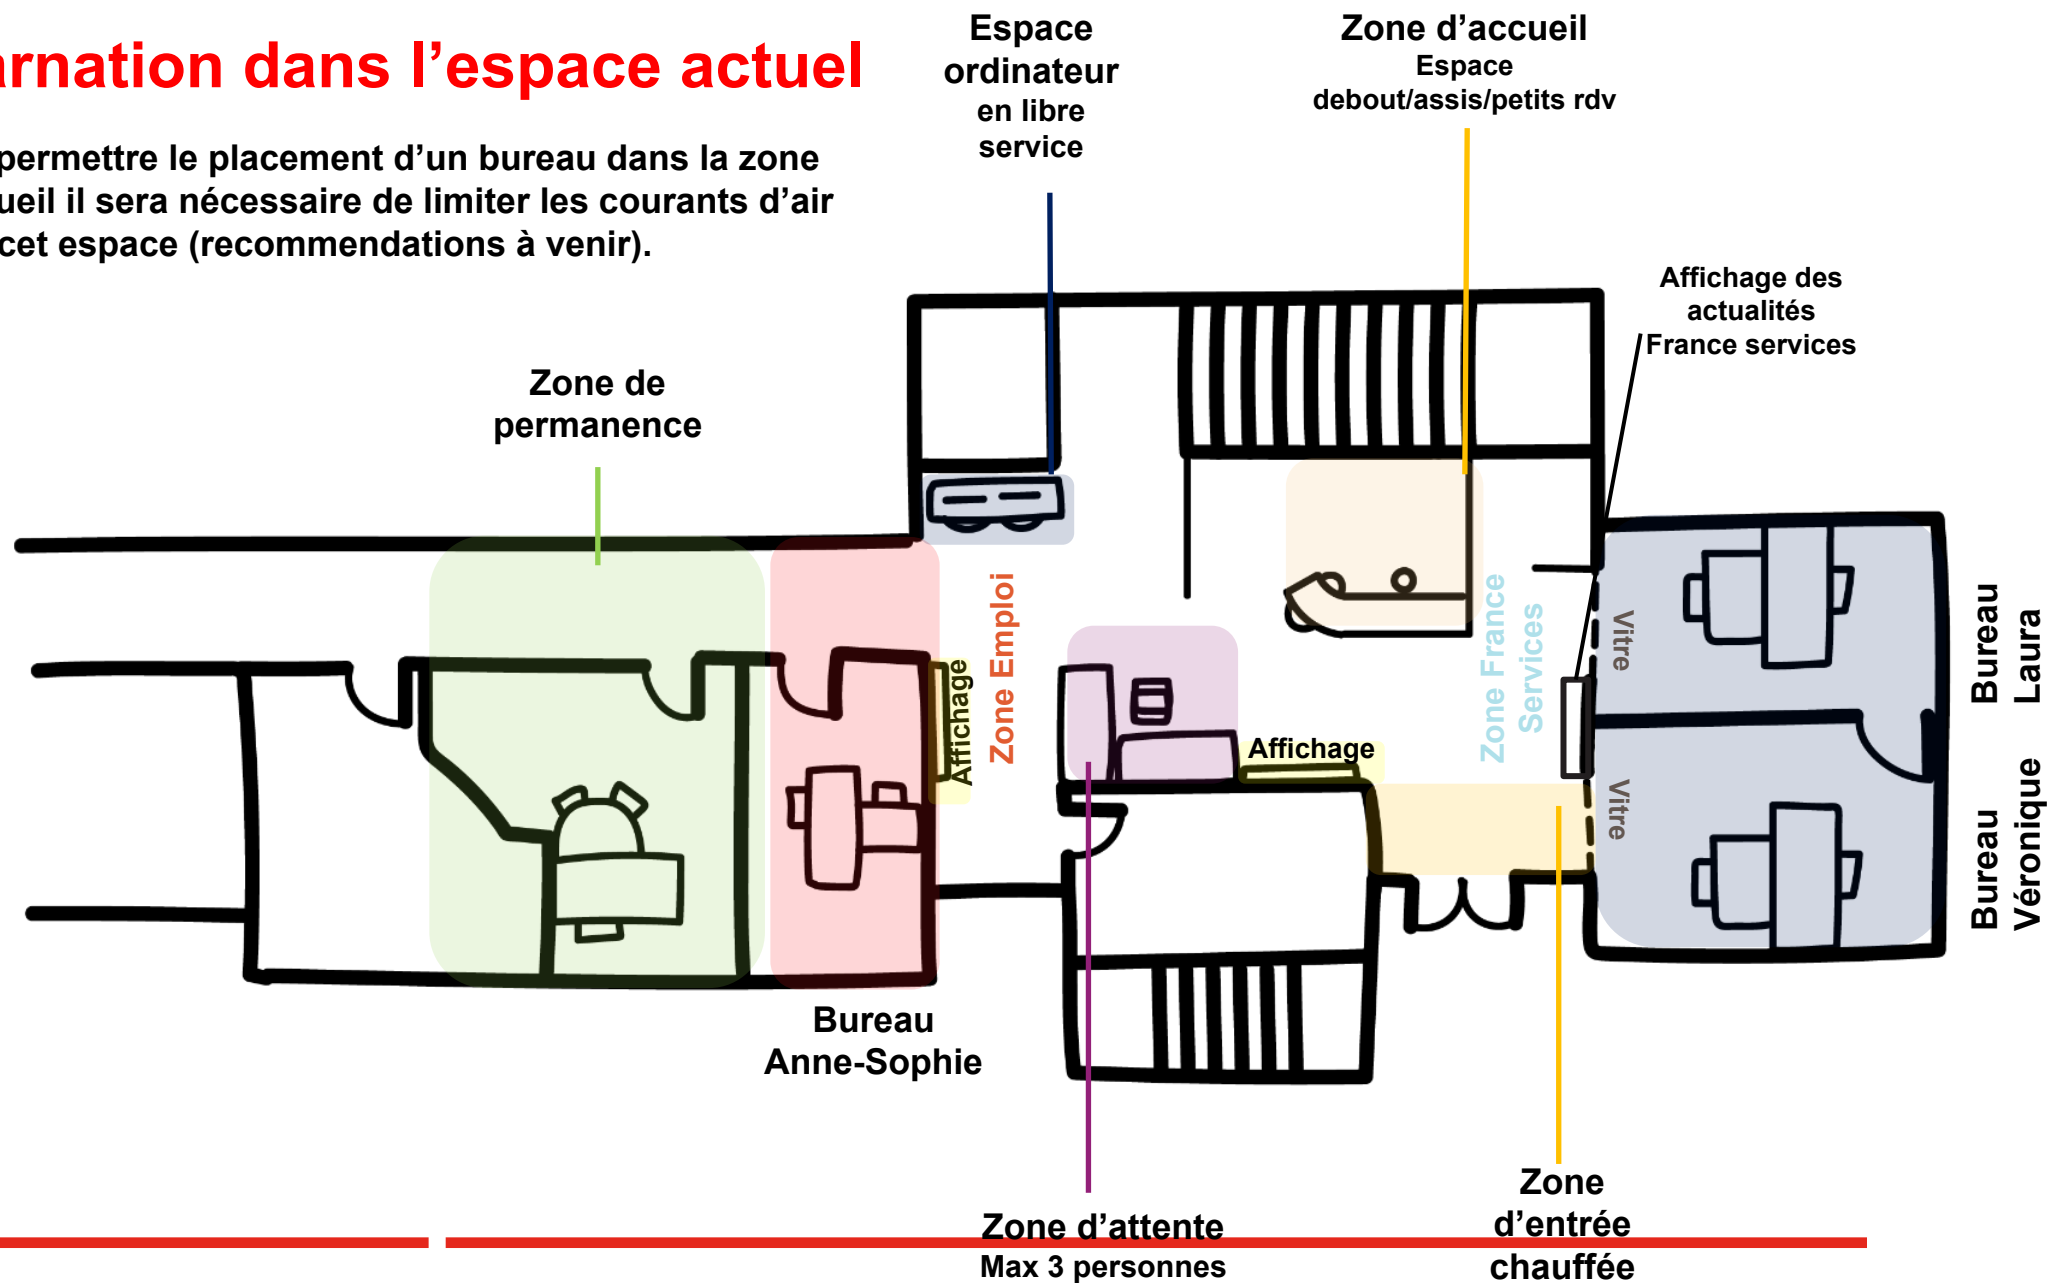 arnation dans l’espace actuel
permettre le placement d’un bureau dans la zone
ueil il sera nécessaire de limiter les courants d’air
cet espace (recommendations à venir).
Espace
ordinateur
en libre
service
Zone d’accueil
Espace
debout/assis/petits rdv
Affichage des
actualités
France services
Zone de
permanence
Affichage
Zone Emploi
Affichage
Zone France
Services
Vitre
Vitre
Bureau
Laura
Bureau
Véronique
Bureau
Anne-Sophie
Zone d’attente
Max 3 personnes
Zone
d’entrée
chauffée